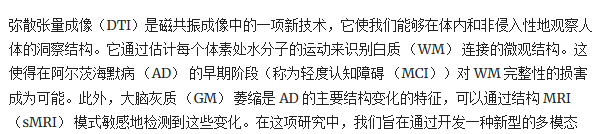 弥散张量成像（DTI）是磁共振成像中的一项新技术，它使我们能够在体内和非侵入性地观察人
体的洞察结构。它通过估计每个体素处水分子的运动来识别白质 （WM） 连接的微观结构。这
使得在阿尔茨海默病 （AD） 的早期阶段（称为轻度认知障碍 （MCI））对 WM 完整性的损害
成为可能。此外，大脑灰质 （GM） 萎缩是 AD 的主要结构变化的特征，可以通过结构 MRI
（sMRI） 模式敏感地检测到这些变化。在这项研究中，我们旨在通过开发一种新型的多模态